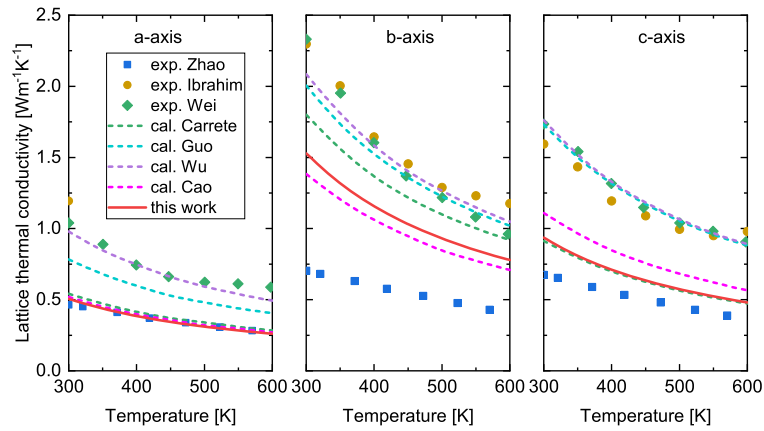 a-axis
b-axis
c-axis
exp. Zhao
exp. Ibrahim
exp. Wei
cal. Carrete
cal. Guo
cal. Wu
cal. Cao
this work
Lattice thermal conductivity [Wm⁻¹K⁻¹]
2.5
2.0
1.5
1.0
0.5
0.0
300 400 500 600
300 400 500 600
300 400 500 600
Temperature [K]
Temperature [K]
Temperature [K]